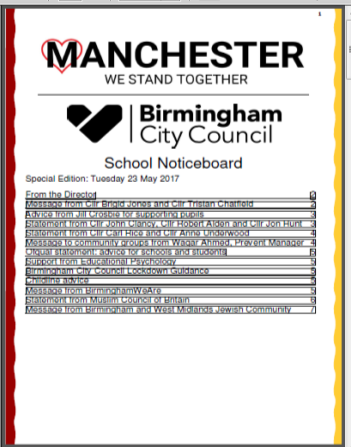 1
MANCHESTER
WE STAND TOGETHER
Birmingham
City Council
School Noticeboard
Special Edition: Tuesday 23 May 2017
From the Director 2
Message from Cllr Brigid Jones and Cllr Tristan Chatfield 2
Advice from Jill Crosbie for supporting pupils 3
Statement from Cllr John Clancy, Cllr Robert Alden and Cllr Jon Hunt 3
Statement from Cllr Carl Rice and Cllr Anne Underwood 4
Message to community groups from Waqar Ahmed, Prevent Manager 4
Ofqual statement: advice for schools and students 5
Support from Educational Psychology 5
Birmingham City Council Lockdown Guidance 5
Childline advice 5
Message from BirminghamWeAre 5
Statement from Muslim Council of Britain 6
Message from Birmingham and West Midlands Jewish Community 7